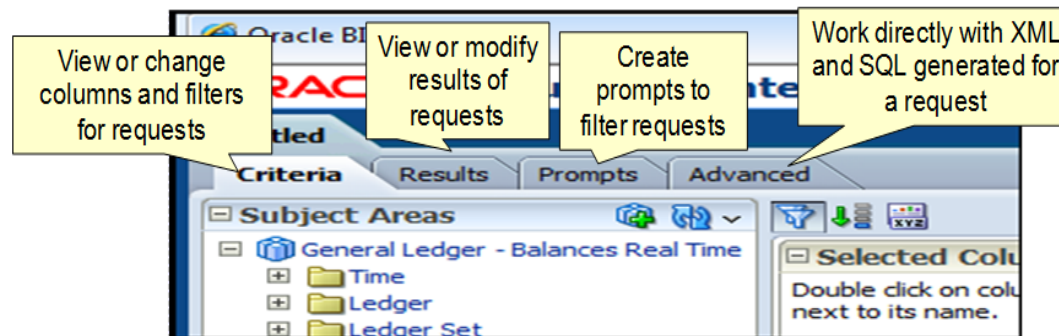 Oracle BI
View or change
columns and filters
for requests
View or modify
results of
requests
Create
prompts to
filter requests
Work directly with XML
and SQL generated for
a request
Criteria
Results
Prompts
Advanced
Subject Areas
General Ledger - Balances Real Time
Time
Ledger
Ledger Set
XYZ
Selected Colu
Double click on colu
next to its name.